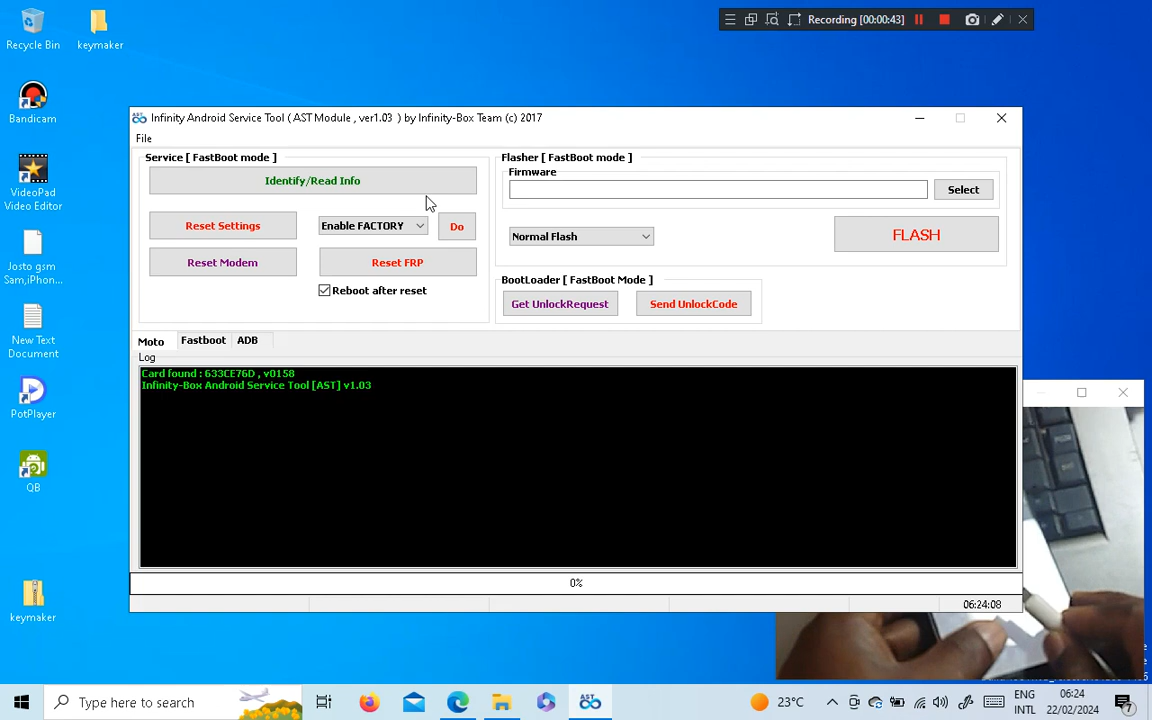 Recycle Bin
keymaker
Recording [00:00:43]
Bandicam
VideoPad
Video Editor
Josto gsm
Sam,iPhon...
New Text
Document
PotPlayer
QB
keymaker
Infinity Android Service Tool ( AST Module , ver1.03 ) by Infinity-Box Team (c) 2017
File
Service [ FastBoot mode ]
Identify/Read Info
Reset Settings
Enable FACTORY
Do
Reset Modem
Reset FRP
Reboot after reset
Flasher [ FastBoot mode ]
Firmware
Select
Normal Flash
FLASH
BootLoader [ FastBoot Mode ]
Get UnlockRequest
Send UnlockCode
Moto
Fastboot
ADB
Log
Card found : 633CE76D , v0158
Infinity-Box Android Service Tool [AST] v1.03
0%
06:24:08
Type here to search
AST
23°C
ENG
INTL
06:24
22/02/2024